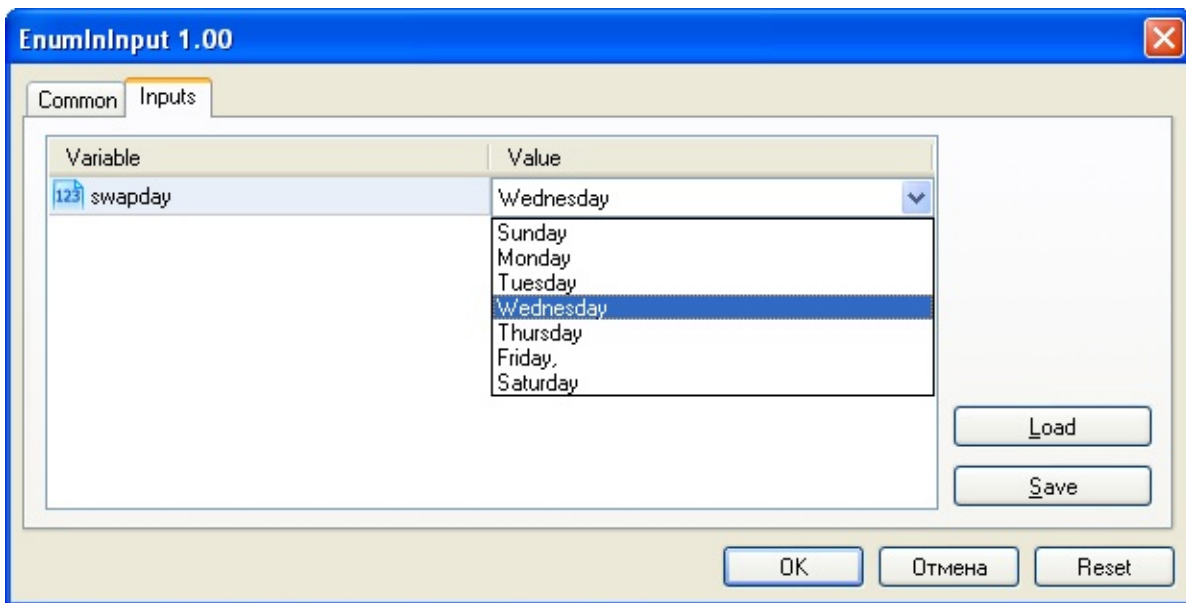 EnumInInput 1.00
Common Inputs
Variable Value
123 swapday Wednesday
Sunday
Monday
Tuesday
Wednesday
Thursday
Friday,
Saturday
Load
Save
OK Отмена Reset